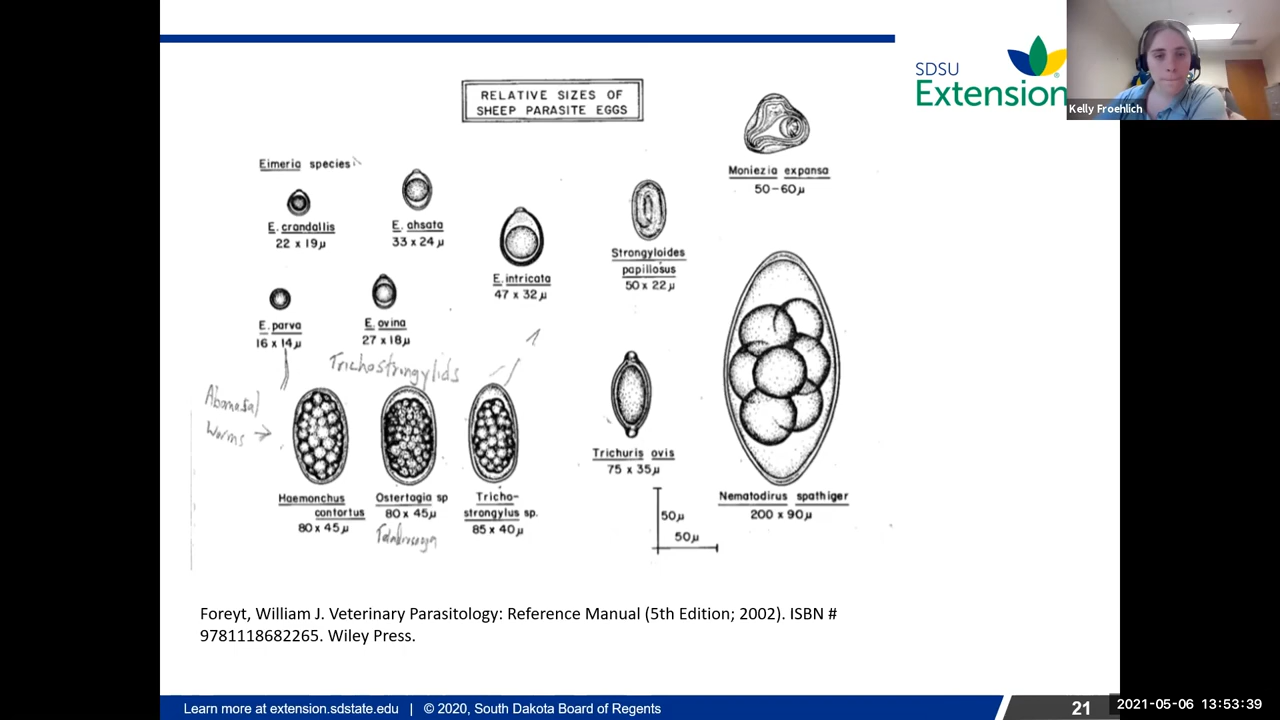 SDSU
Extension
Kelly Froehlich
RELATIVE SIZES OF
SHEEP PARASITE EGGS
Eimeria species
E. crandallis
22 x 19µ
E. ahsata
33 x 24µ
E. intricata
47 x 32µ
Strongyloides
papillosus
50 x 22µ
Moniezia expansa
50-60µ
E. parva
16 x 14µ
E. ovina
27 x 18µ
Trichostrongylids
Abomasal
Worms →
Haemonchus
contortus
80 x 45µ
Ostertagia sp
80 x 45µ
Tricho-
strongylus sp.
85 x 40µ
Trichuris ovis
75 x 35µ
50µ
50µ
Nematodirus spathiger
200 x 90µ
Foreyt, William J. Veterinary Parasitology: Reference Manual (5th Edition; 2002). ISBN #
9781118682265. Wiley Press.
Learn more at extension.sdstate.edu | © 2020, South Dakota Board of Regents
21
2021-05-06 13:53:39